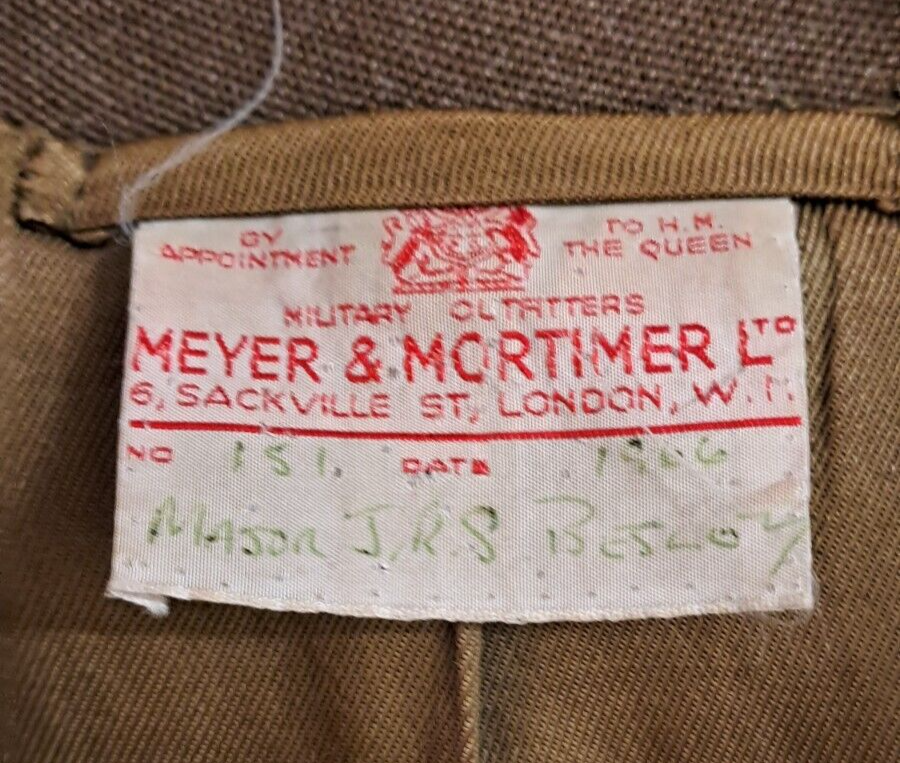 BY APPOINTMENT TO H.M. THE QUEEN
MILITARY OUTFITTERS
MEYER & MORTIMER LTD
6, SACKVILLE ST, LONDON, W.1.
NO 151. DATE
MAJOR J.R.S